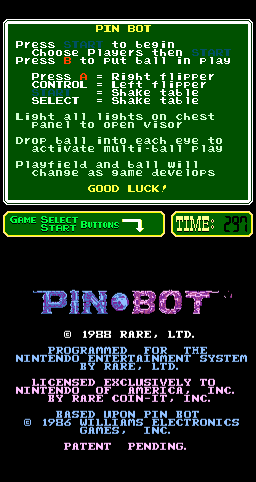 PIN BOT
Press START to begin
Choose Players then START
Press B to put ball in play
Press A = Right flipper
CONTROL = Left flipper
START = Shake table
SELECT = Shake table
Light all lights on chest
panel to open visor
Drop ball into each eye to
activate multi-ball play
Playfield and ball will
change as game develops
GOOD LUCK!
GAME SELECT
START BUTTONS
TIME: 297
PIN•BOT
© 1988 RARE, LTD.
PROGRAMMED FOR THE
NINTENDO ENTERTAINMENT SYSTEM
BY RARE, LTD.
LICENSED EXCLUSIVELY TO
NINTENDO OF AMERICA, INC.
BY RARE COIN-IT, INC.
BASED UPON PIN BOT
© 1986 WILLIAMS ELECTRONICS
GAMES, INC.
PATENT PENDING.